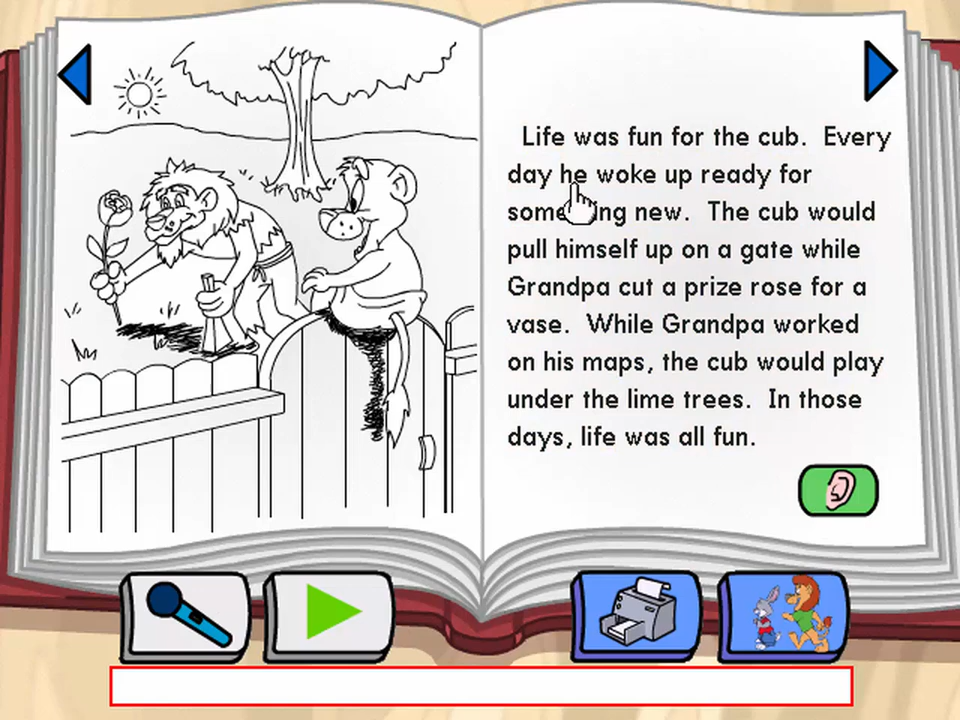 Life was fun for the cub. Every
day he woke up ready for
something new. The cub would
pull himself up on a gate while
Grandpa cut a prize rose for a
vase. While Grandpa worked
on his maps, the cub would play
under the lime trees. In those
days, life was all fun.